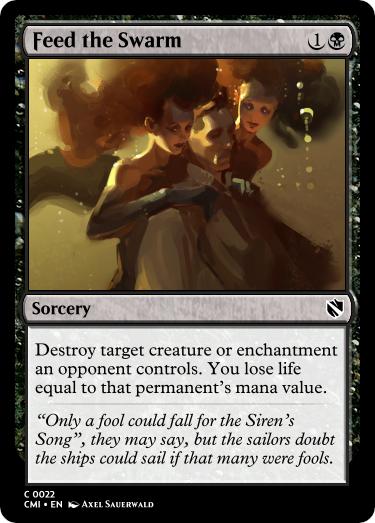 Feed the Swarm 1
Sorcery
Destroy target creature or enchantment
an opponent controls. You lose life
equal to that permanent's mana value.
"Only a fool could fall for the Siren's
Song", they may say, but the sailors doubt
the ships could sail if that many were fools.
C 0022
CMI • EN Axel Sauerwald